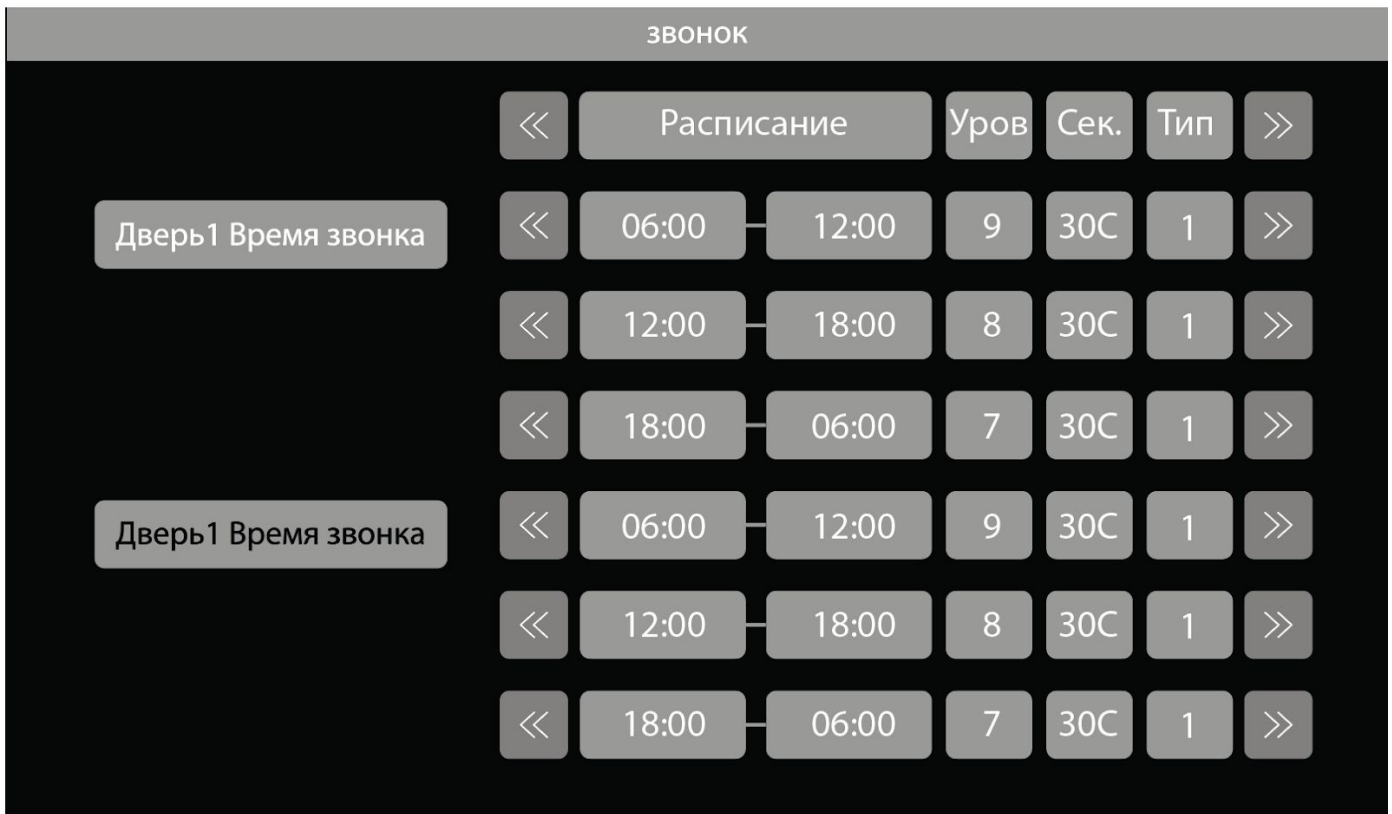 звонок
<< Расписание Уров Сек. Тип >>
Дверь1 Время звонка << 06:00 – 12:00 9 30С 1 >>
<< 12:00 – 18:00 8 30С 1 >>
<< 18:00 – 06:00 7 30С 1 >>
Дверь1 Время звонка << 06:00 – 12:00 9 30С 1 >>
<< 12:00 – 18:00 8 30С 1 >>
<< 18:00 – 06:00 7 30С 1 >>